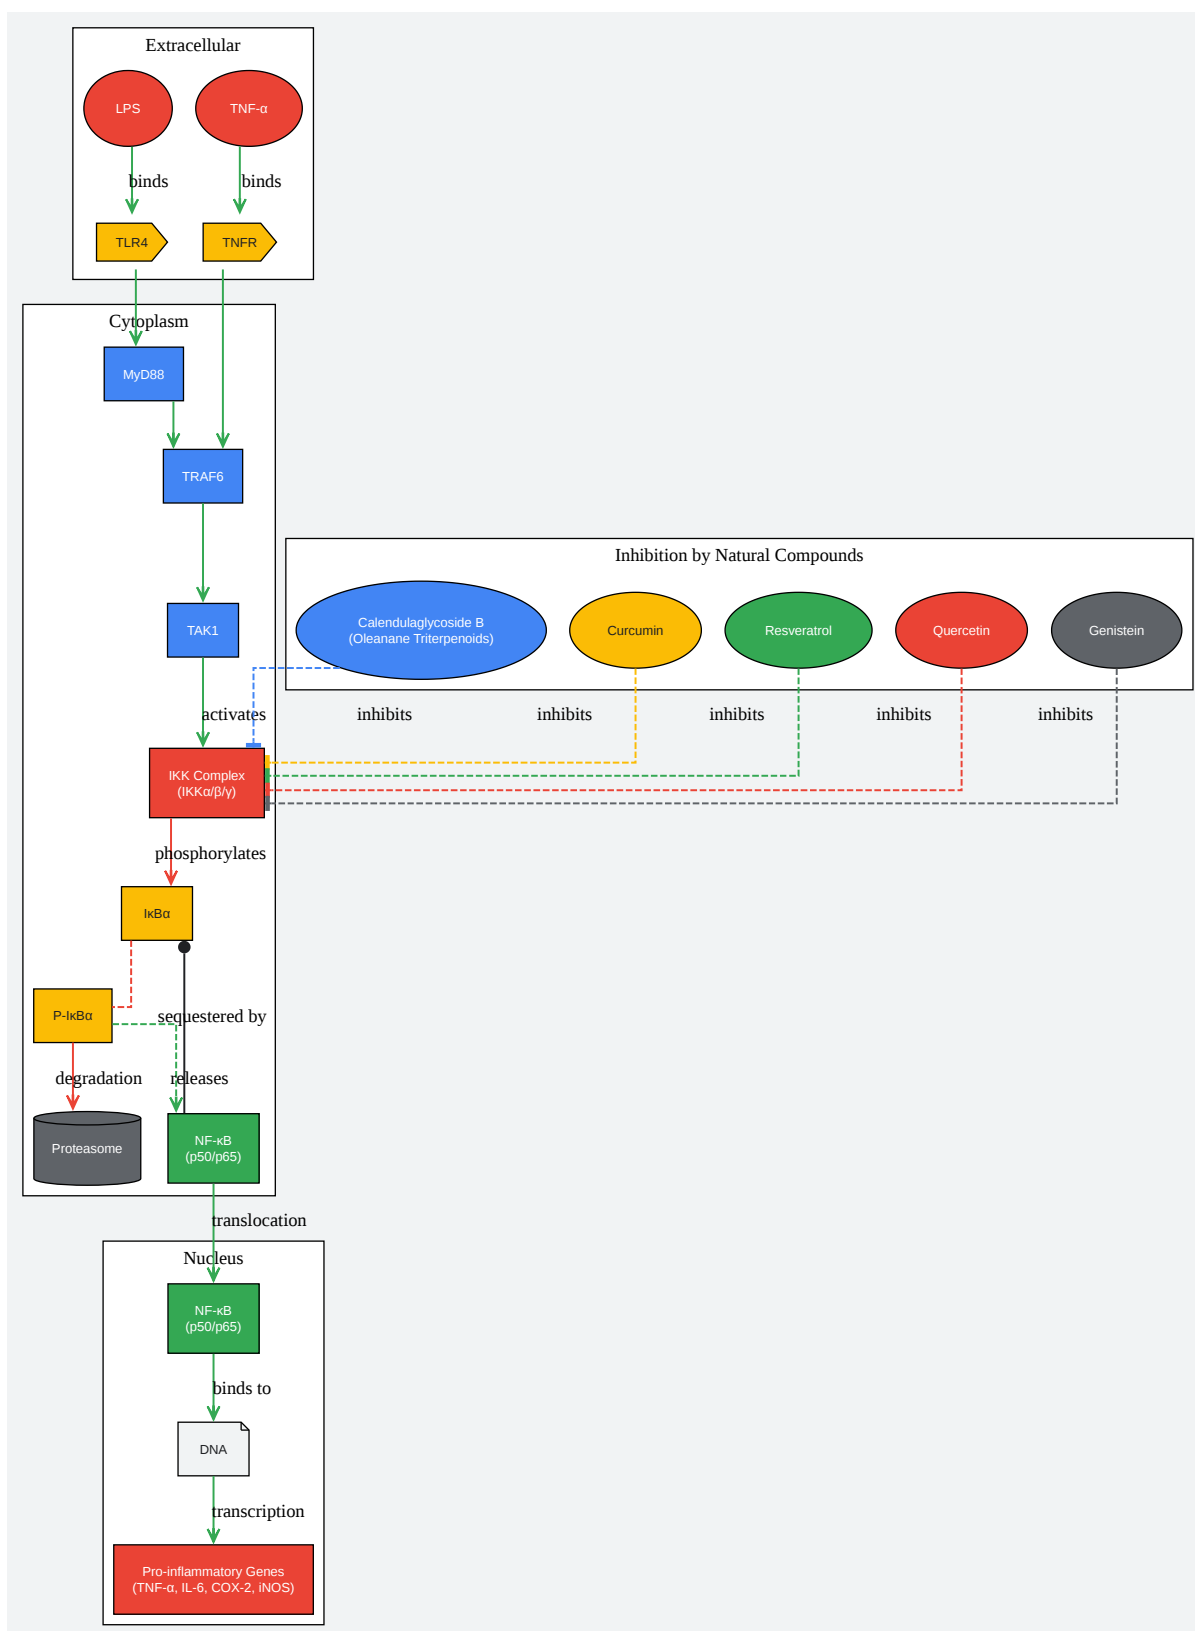 Extracellular
LPS
TNF-α
binds
binds
TLR4
TNFR
Cytoplasm
MyD88
TRAF6
Inhibition by Natural Compounds
TAK1
Calendulaglycoside B
(Oleanane Triterpenoids)
Curcumin
Resveratrol
Quercetin
Genistein
activates
inhibits
inhibits
inhibits
inhibits
inhibits
IKK Complex
(IKKα/β/γ)
phosphorylates
IκBα
P-IκBα
sequestered by
degradation
releases
Proteasome
NF-κB
(p50/p65)
translocation
Nucleus
NF-κB
(p50/p65)
binds to
DNA
transcription
Pro-inflammatory Genes
(TNF-α, IL-6, COX-2, iNOS)